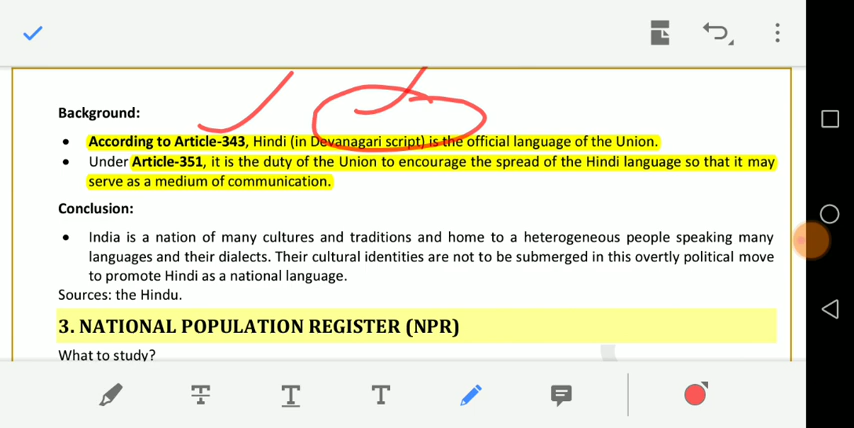 Background:
• According to Article-343, Hindi (in Devanagari script) is the official language of the Union.
• Under Article-351, it is the duty of the Union to encourage the spread of the Hindi language so that it may
serve as a medium of communication.
Conclusion:
• India is a nation of many cultures and traditions and home to a heterogeneous people speaking many
languages and their dialects. Their cultural identities are not to be submerged in this overtly political move
to promote Hindi as a national language.
Sources: the Hindu.
3. NATIONAL POPULATION REGISTER (NPR)
What to study?